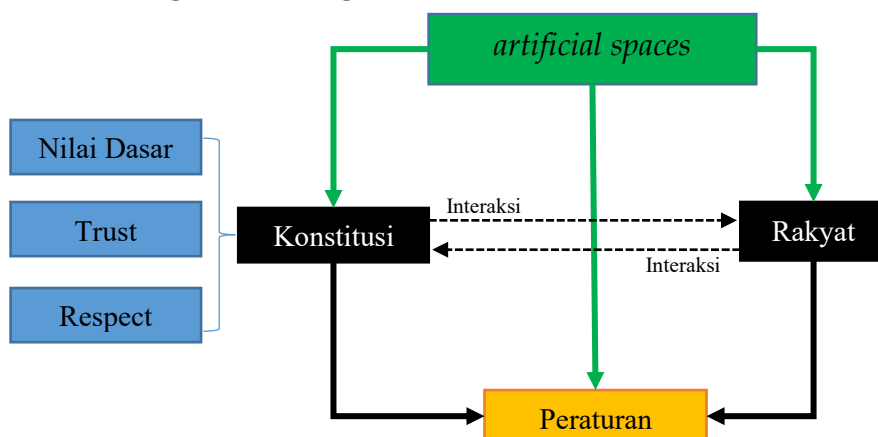 artificial spaces
Nilai Dasar
Trust
Respect
Konstitusi
Interaksi
Interaksi
Rakyat
Peraturan